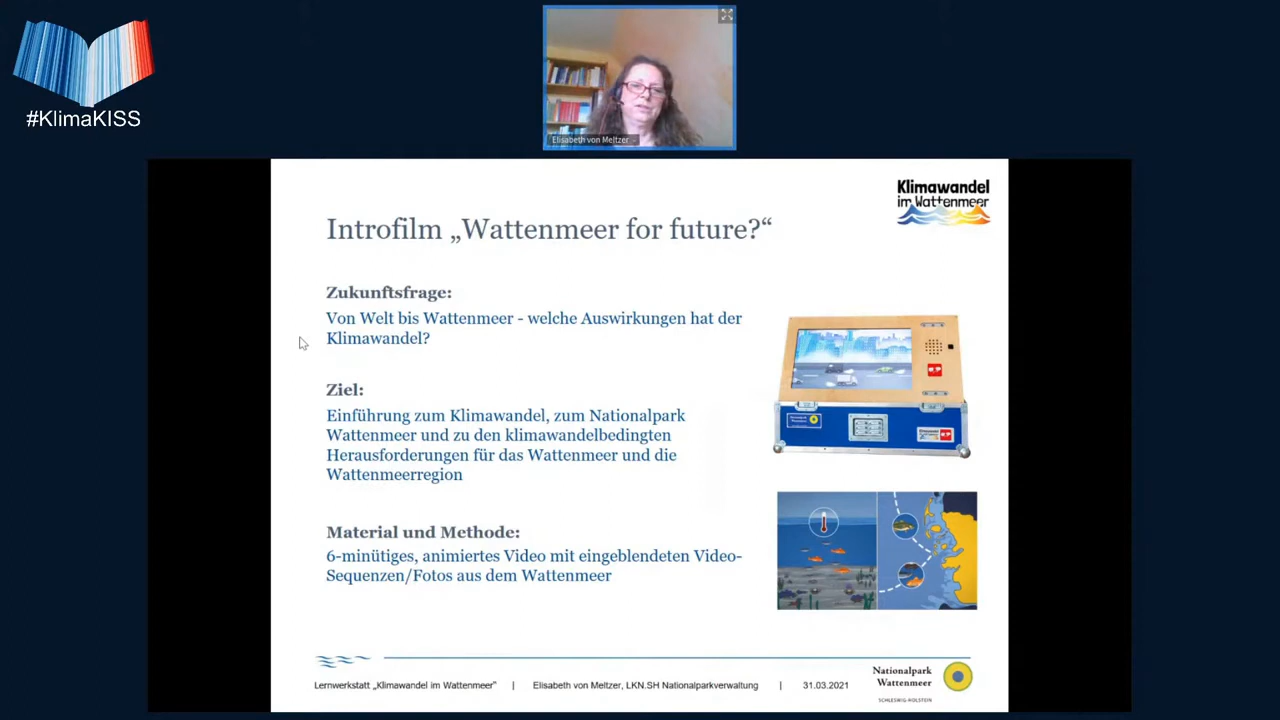 #KlimaKISS
Elisabeth von Meltzer
Klimawandel
im Wattenmeer
Introfilm „Wattenmeer for future?“
Zukunftsfrage:
Von Welt bis Wattenmeer - welche Auswirkungen hat der
Klimawandel?
Ziel:
Einführung zum Klimawandel, zum Nationalpark
Wattenmeer und zu den klimawandelbedingten
Herausforderungen für das Wattenmeer und die
Wattenmeerregion
Material und Methode:
6-minütiges, animiertes Video mit eingeblendeten Video-
Sequenzen/Fotos aus dem Wattenmeer
Lernwerkstatt „Klimawandel im Wattenmeer“ | Elisabeth von Meltzer, LKN.SH Nationalparkverwaltung | 31.03.2021
Nationalpark
Wattenmeer
SCHLESWIG-HOLSTEIN